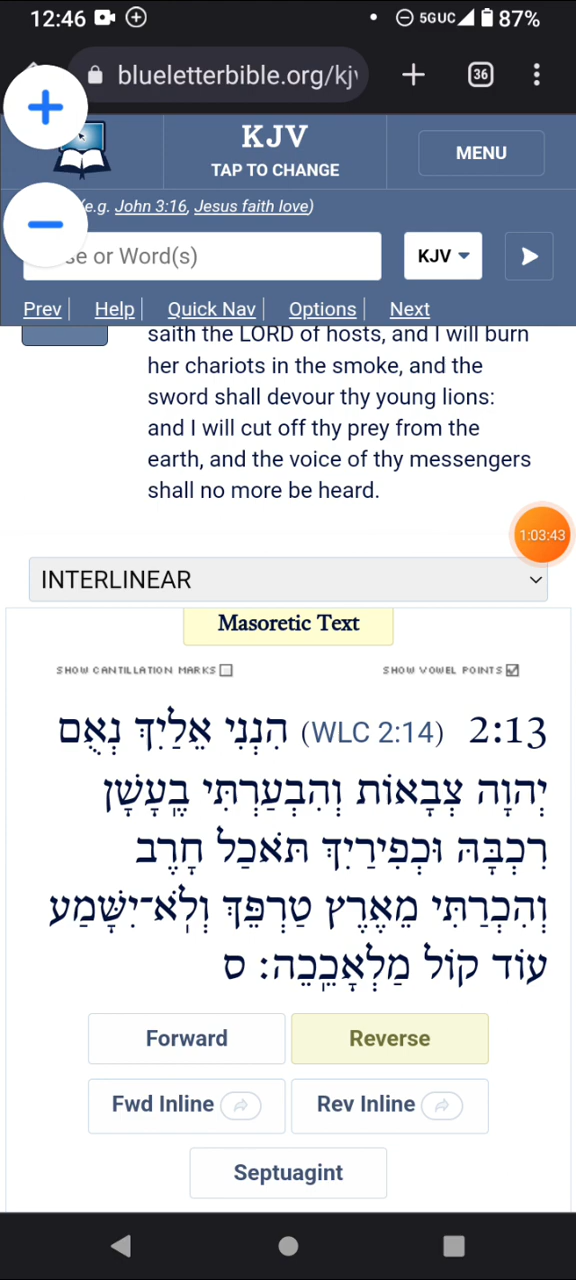 12:46 5GUC 87%
blueletterbible.org/kj 36
KJV
TAP TO CHANGE
MENU
(e.g. John 3:16, Jesus faith love)
se or Word(s) KJV
Prev | Help | Quick Nav | Options | Next
saith the LORD of hosts, and I will burn
her chariots in the smoke, and the
sword shall devour thy young lions:
and I will cut off thy prey from the
earth, and the voice of thy messengers
shall no more be heard.
1:03:43
INTERLINEAR
Masoretic Text
SHOW CANTILLATION MARKS SHOW VOWEL POINTS
2:13 (WLC 2:14) הִנְנִי אֵלַיִךְ נְאֻם
יְהוָה צְבָאוֹת וְהִבְעַרְתִּי בֶעָשָׁן
רִכְבָּהּ וּכְפִירַיִךְ תֹּאכַל חָרֶב
וְהִכְרַתִּי מֵאֶרֶץ טַרְפֵּךְ וְלֹא־יִשָּׁמַע
עוֹד קוֹל מַלְאָכֵכֵה׃ ס
Forward Reverse
Fwd Inline Rev Inline
Septuagint